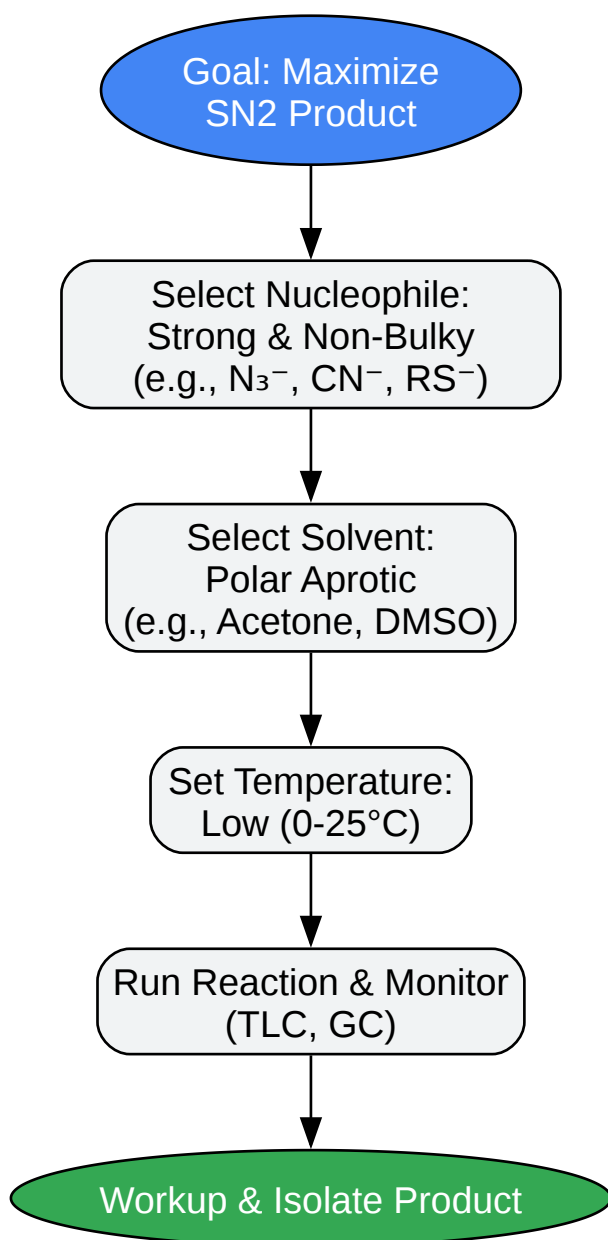 Goal: Maximize
SN2 Product
Select Nucleophile:
Strong & Non-Bulky
(e.g., N₃⁻, CN⁻, RS⁻)
Select Solvent:
Polar Aprotic
(e.g., Acetone, DMSO)
Set Temperature:
Low (0-25°C)
Run Reaction & Monitor
(TLC, GC)
Workup & Isolate Product